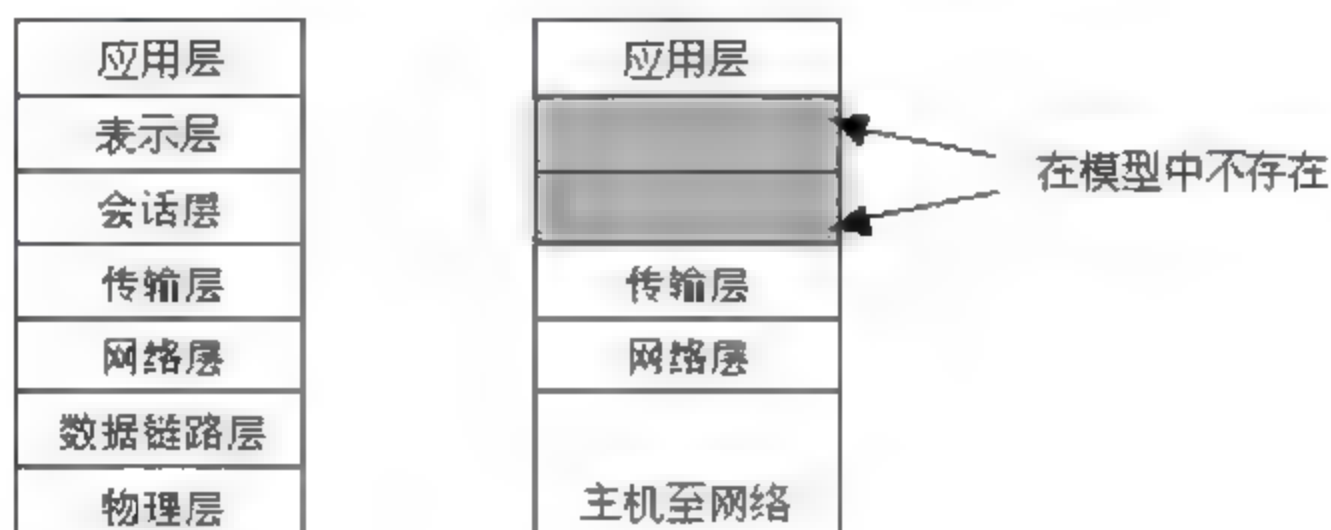 应用层
表示层
会话层
传输层
网络层
数据链路层
物理层
应用层
传输层
网络层
主机至网络
在模型中不存在